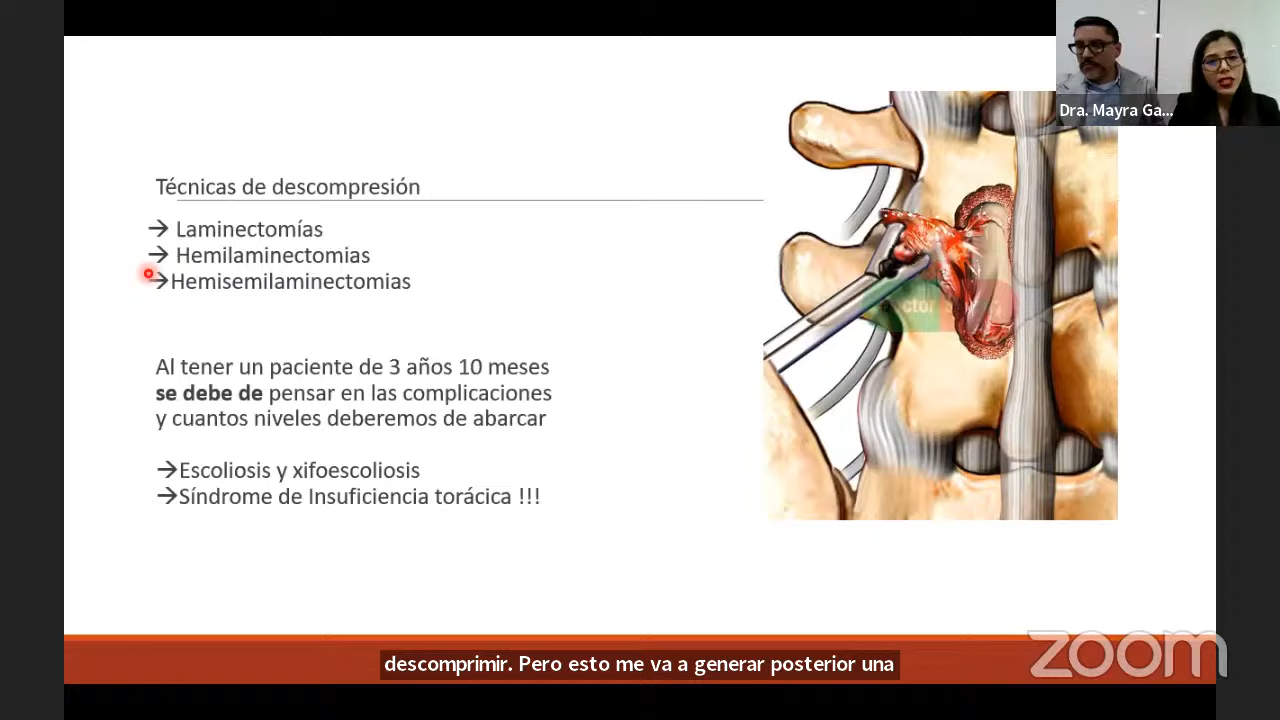 Dra. Mayra Ga...
Técnicas de descompresión
→ Laminectomías
→ Hemilaminectomias
→Hemisemilaminectomias
Al tener un paciente de 3 años 10 meses
se debe de pensar en las complicaciones
y cuantos niveles deberemos de abarcar
→Escoliosis y xifoescoliosis
→Síndrome de Insuficiencia torácica !!!
descomprimir. Pero esto me va a generar posterior una
zoom